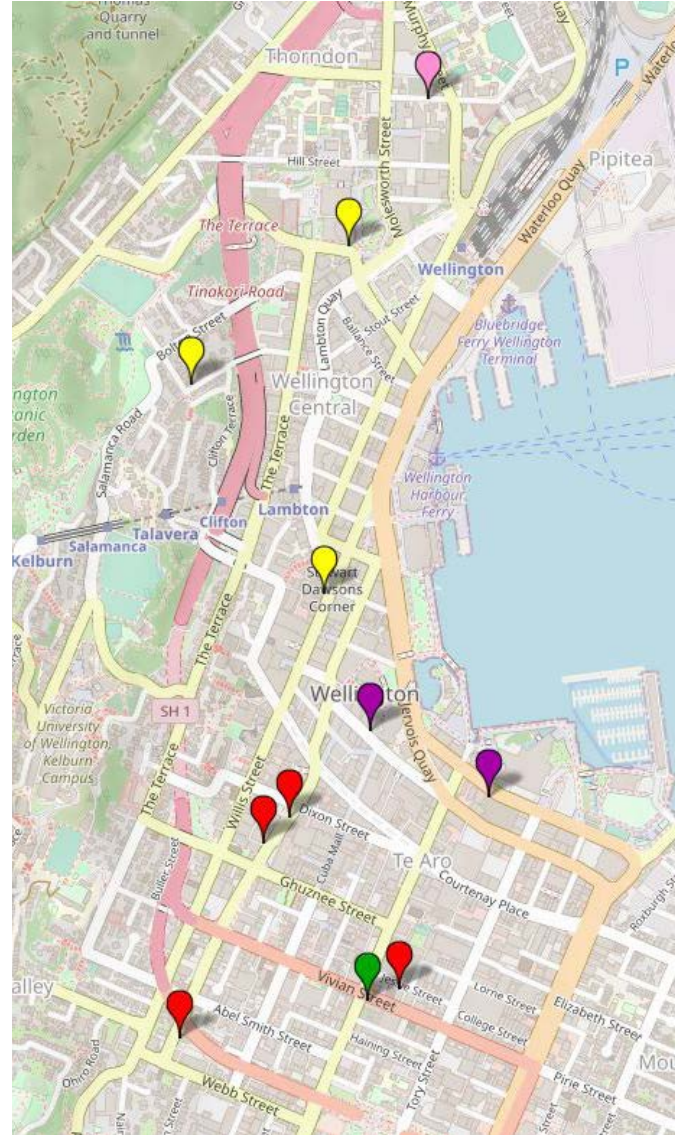 Thomas
Quarry
and tunnel
Murphy Street
Quay
Thorndon
P
Waterloo
Hill Street
Molesworth Street
Pipitea
The Terrace
Waterloo Quay
Wellington
Tinakori Road
Lambton Quay
Stout Street
Bluebridge
Ferry Wellington
Terminal
Ballance Street
Wellington
Central
Salamanca Road
Clifton Terrace
The Terrace
Wellington
Harbour
Ferry
Lambton
Clifton
Talavera
Salamanca
Kelburn
Dawsons
Corner
The Terrace
Wellington
SH 1
Victoria
University
of Wellington,
Kelburn
Campus
Jervois Quay
The Terrace
Willis Street
Dixon Street
Cuba Mall
Te Aro
Buller Street
Ghuznee Street
Courtenay Place
Roxburgh
Vivian Street
Street
Lorne Street
Elizabeth Street
College Street
Abel Smith Street
Haining Street
Tory Street
Pirie Street
Ohiro Road
Webb Street